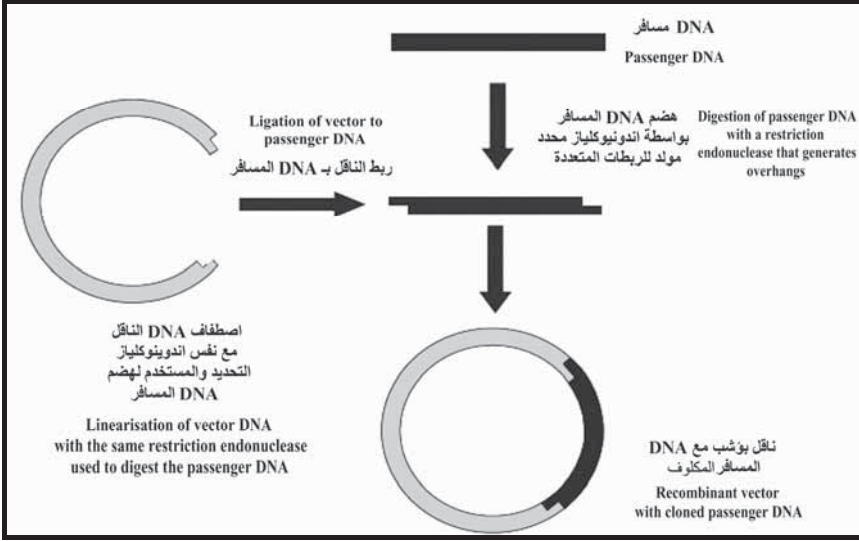 DNA مسافر
Passenger DNA
Ligation of vector to
passenger DNA
ربط الناقل بـ DNA المسافر
هضم DNA المسافر
بواسطة اندونيوكلياز محدد
مولد للربطات المتعددة
Digestion of passenger DNA
with a restriction
endonuclease that generates
overhangs
اصطفاف DNA الناقل
مع نفس اندوينوكلياز
التحديد والمستخدم لهضم
DNA المسافر
Linearisation of vector DNA
with the same restriction endonuclease
used to digest the passenger DNA
ناقل يؤشب مع DNA
المسافر المكلوف
Recombinant vector
with cloned passenger DNA